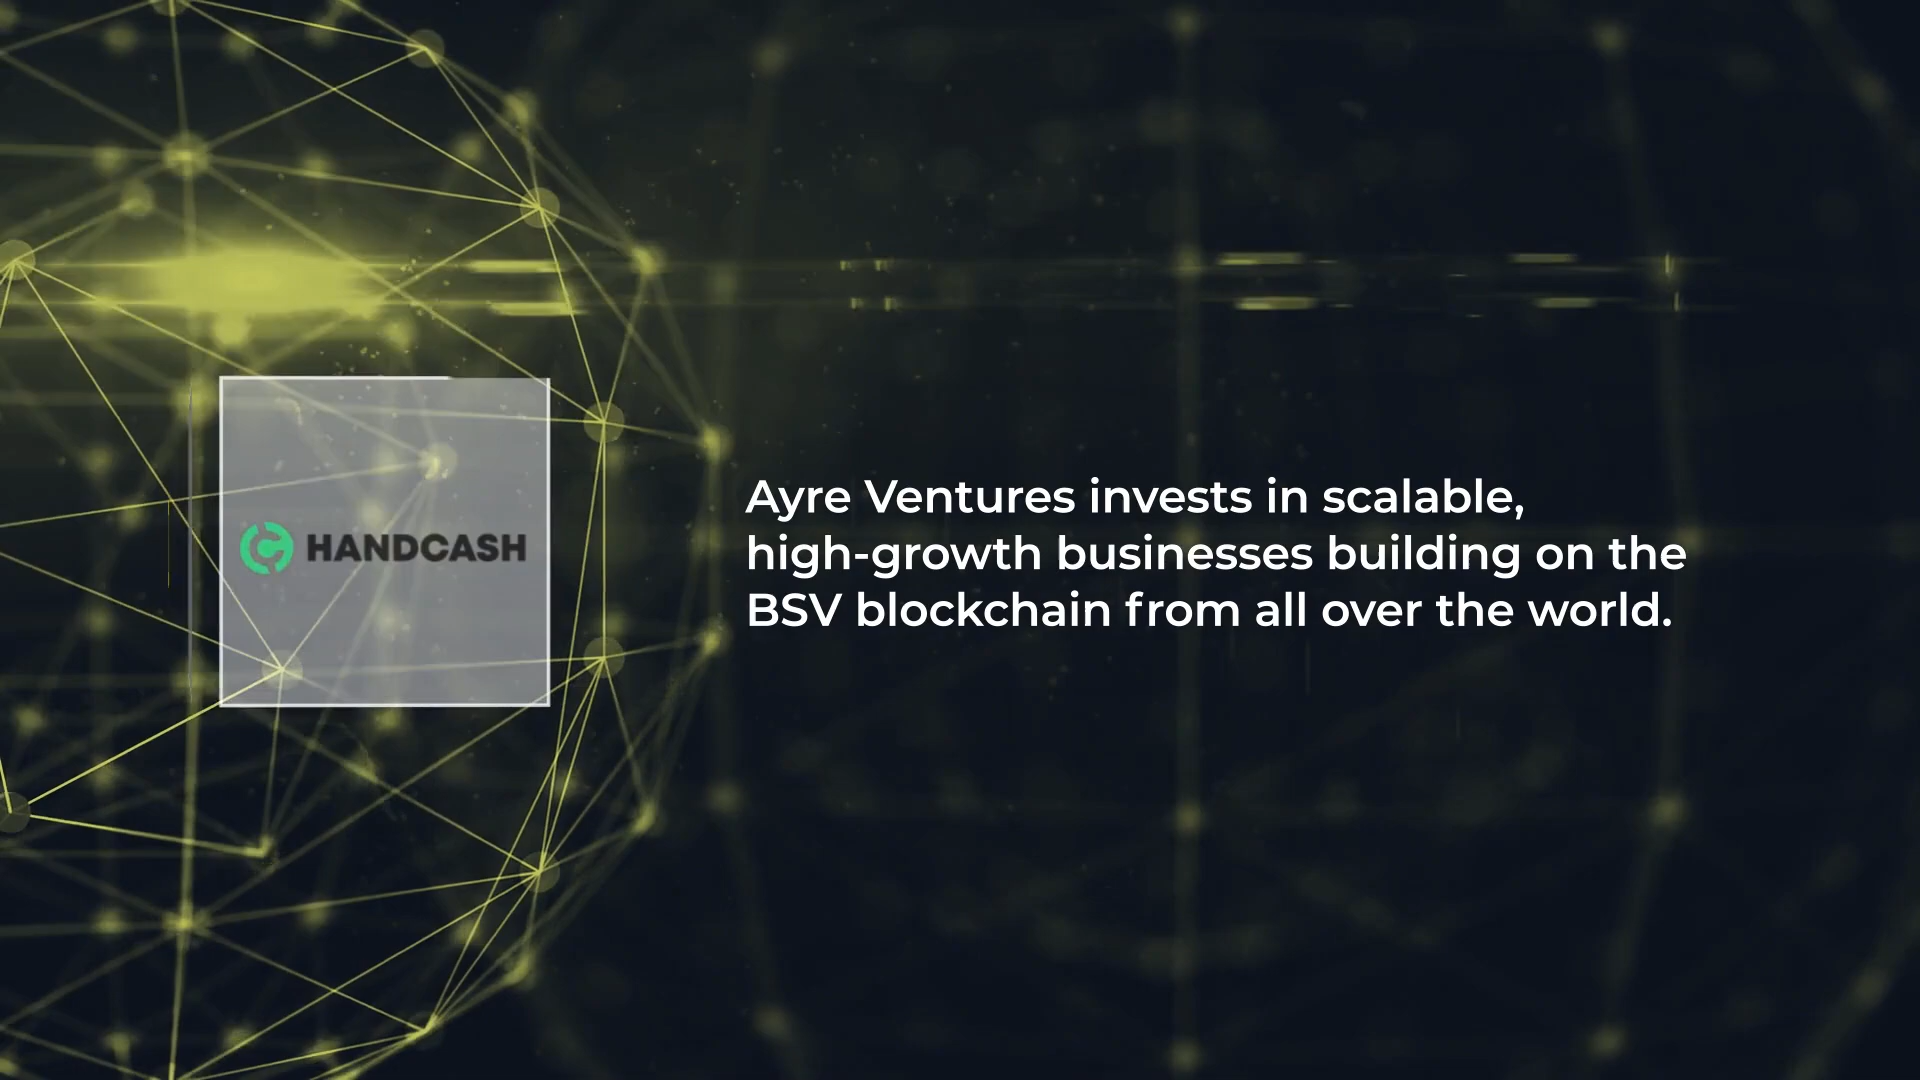 HANDCASH
Ayre Ventures invests in scalable,
high-growth businesses building on the
BSV blockchain from all over the world.